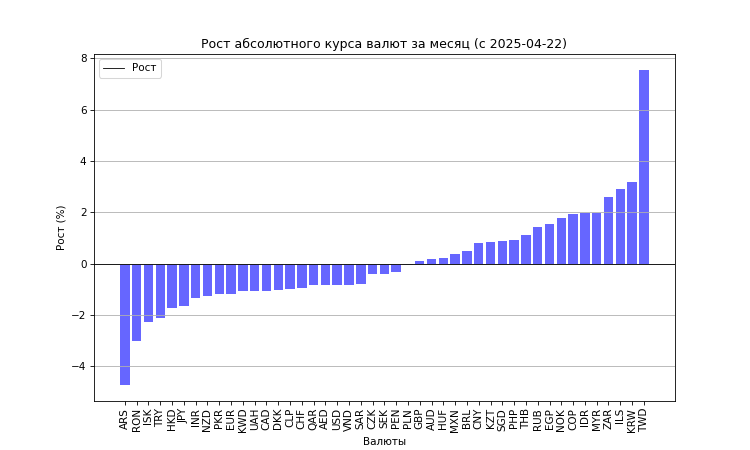 Рост абсолютного курса валют за месяц (с 2025-04-22)
Рост
8
6
4
2
0
−2
−4
Рост (%)
ARS RON ISK TRY HKD JPY INR NZD PKR EUR KWD UAH CAD DKK CLP CHF QAR AED USD VND SAR CZK SEK PEN PLN GBP AUD HUF MXN BRL CNY KZT SGD PHP THB RUB EGP NOK COP IDR MYR ZAR ILS KRW TWD
Валюты